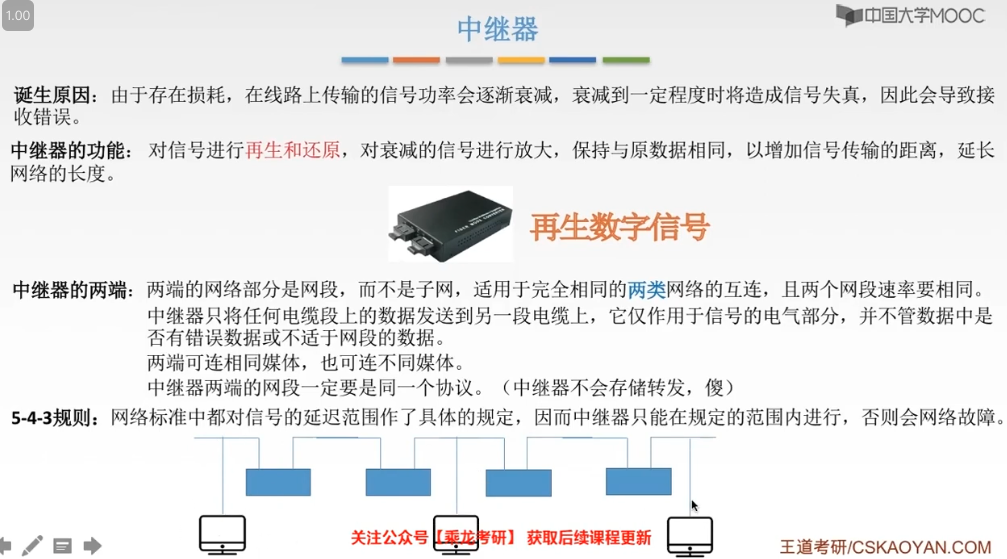 1.00
中继器
中国大学MOOC
诞生原因：由于存在损耗，在线路上传输的信号功率会逐渐衰减，衰减到一定程度时将造成信号失真，因此会导致接
收错误。
中继器的功能： 对信号进行再生和还原，对衰减的信号进行放大，保持与原数据相同，以增加信号传输的距离，延长
网络的长度。
再生数字信号
中继器的两端：两端的网络部分是网段，而不是子网，适用于完全相同的两类网络的互连，且两个网段速率要相同。
中继器只将任何电缆段上的数据发送到另一段电缆上，它仅作用于信号的电气部分，并不管数据中是
否有错误数据或不适于网段的数据。
两端可连相同媒体，也可连不同媒体。
中继器两端的网段一定要是同一个协议。（中继器不会存储转发，傻）
5-4-3规则：网络标准中都对信号的延迟范围作了具体的规定，因而中继器只能在规定的范围内进行，否则会网络故障。
关注公众号【乘龙考研】 获取后续课程更新
王道考研/CSKAOYAN.COM